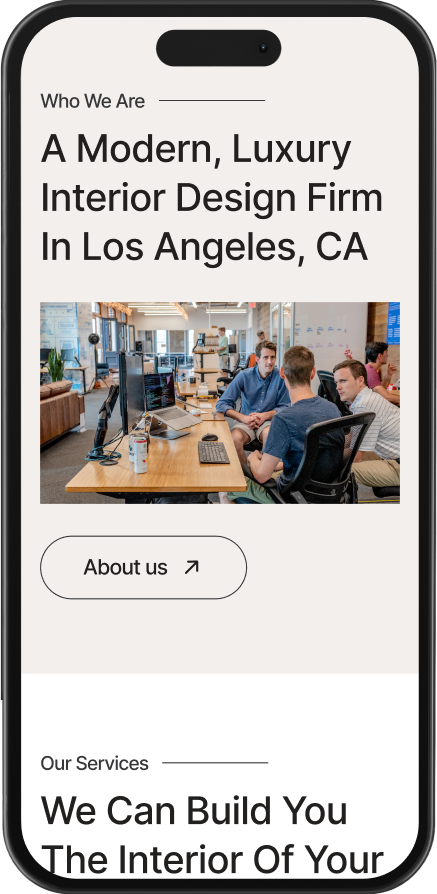 Who We Are
A Modern, Luxury
Interior Design Firm
In Los Angeles, CA
About us
Our Services
We Can Build You
The Interior Of Your